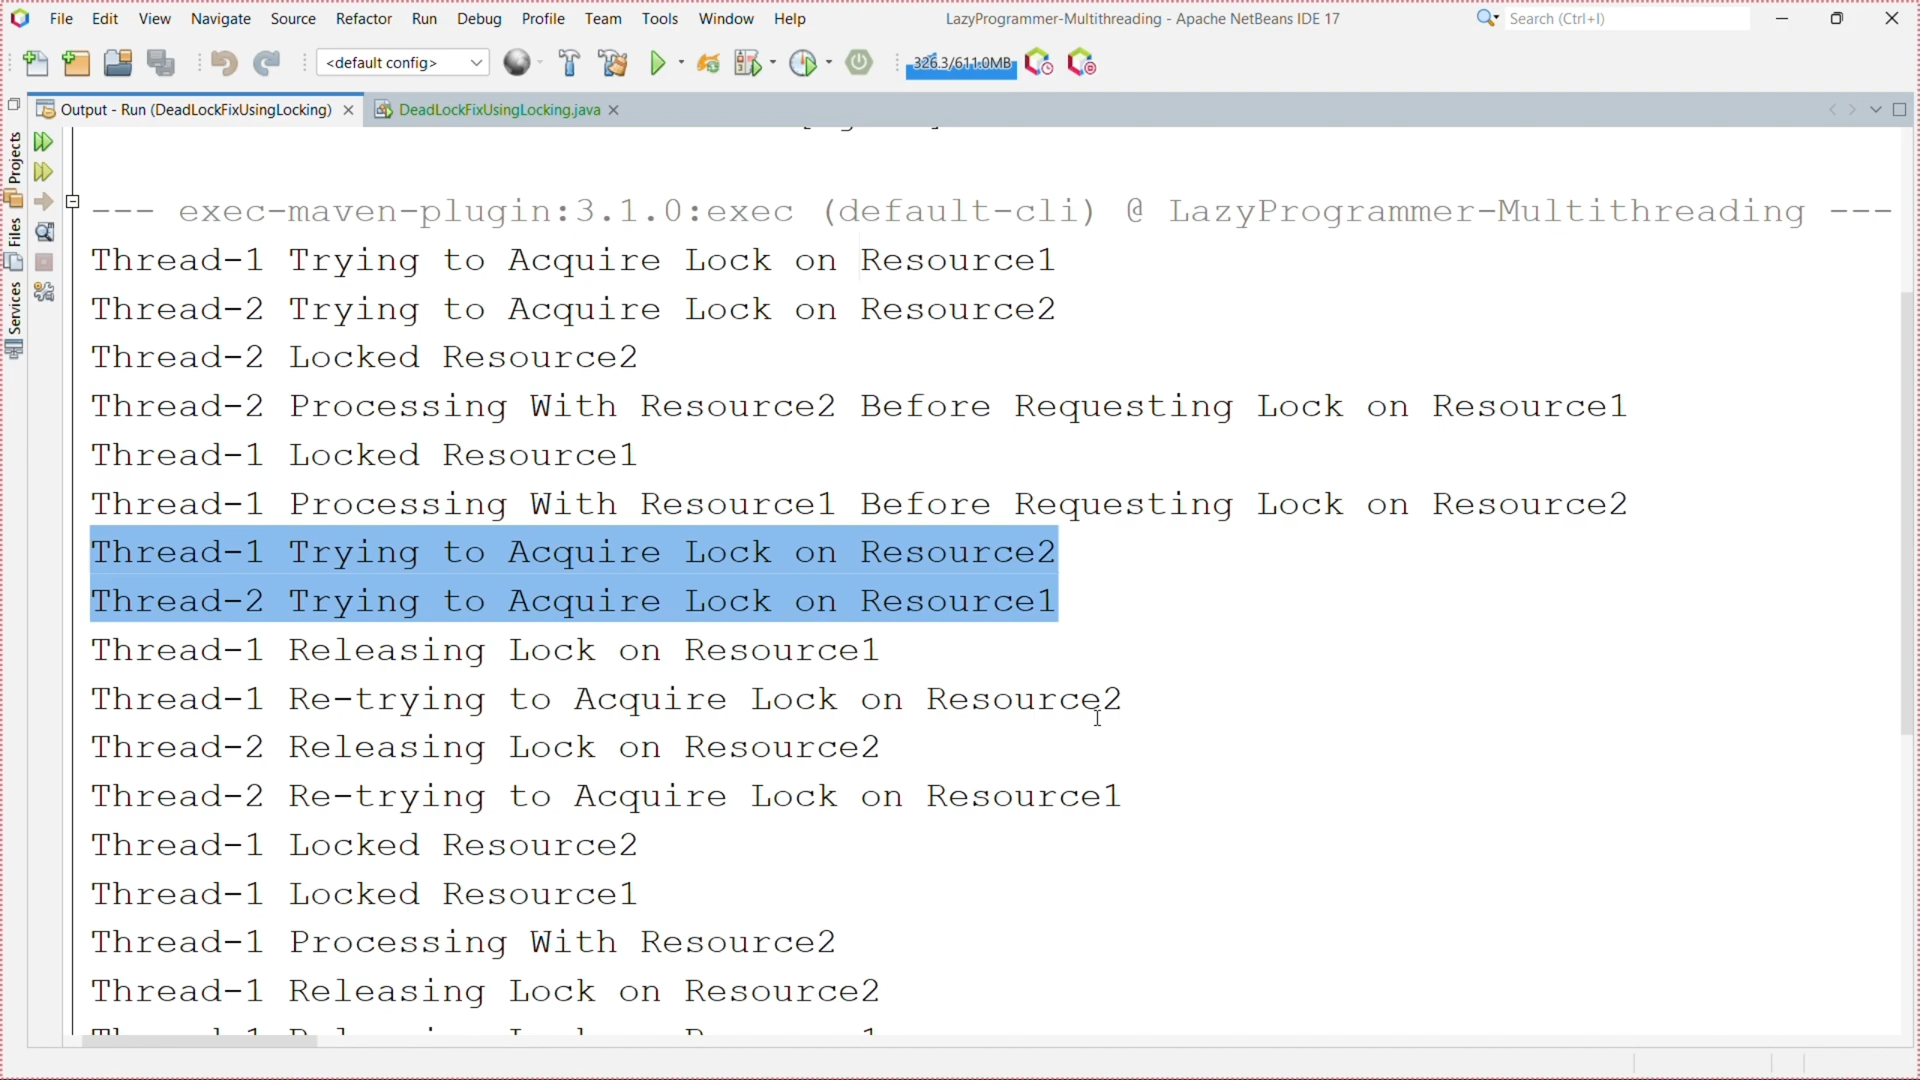 File Edit View Navigate Source Refactor Run Debug Profile Team Tools Window Help LazyProgrammer-Multithreading - Apache NetBeans IDE 17 Search (Ctrl+I)
<default config> 326.3/611.0MB
Output - Run (DeadLockFixUsingLocking) DeadLockFixUsingLocking.java
Projects
Files
Services
--- exec-maven-plugin:3.1.0:exec (default-cli) @ LazyProgrammer-Multithreading ---
Thread-1 Trying to Acquire Lock on Resource1
Thread-2 Trying to Acquire Lock on Resource2
Thread-2 Locked Resource2
Thread-2 Processing With Resource2 Before Requesting Lock on Resource1
Thread-1 Locked Resource1
Thread-1 Processing With Resource1 Before Requesting Lock on Resource2
Thread-1 Trying to Acquire Lock on Resource2
Thread-2 Trying to Acquire Lock on Resource1
Thread-1 Releasing Lock on Resource1
Thread-1 Re-trying to Acquire Lock on Resource2
Thread-2 Releasing Lock on Resource2
Thread-2 Re-trying to Acquire Lock on Resource1
Thread-1 Locked Resource2
Thread-1 Locked Resource1
Thread-1 Processing With Resource2
Thread-1 Releasing Lock on Resource2